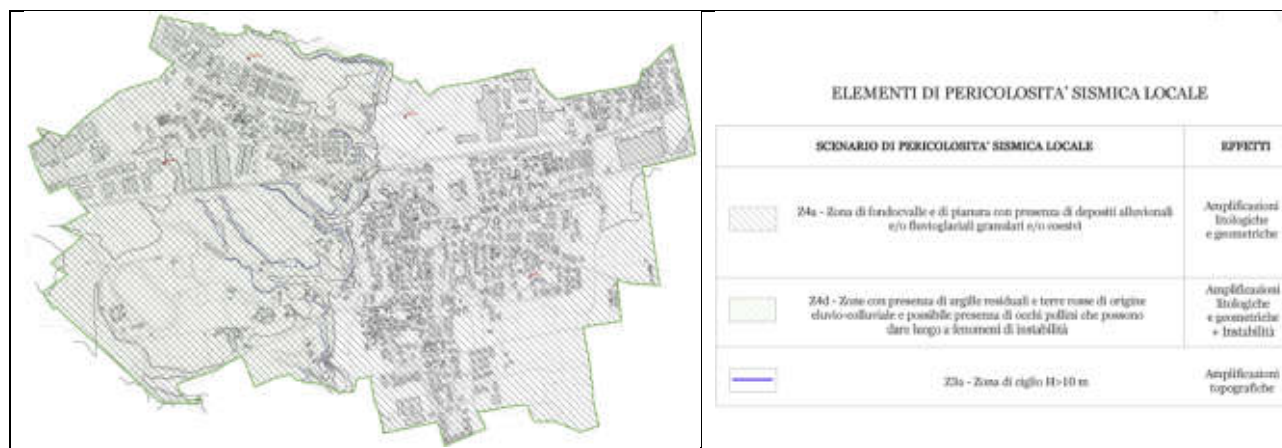 ELEMENTI DI PERICOLOSITA' SISMICA LOCALE
SCENARIO DI PERICOLOSITA' SISMICA LOCALE
EFFETTI
Z4a - Zona di fondovalle e di pianura con presenza di depositi alluvionali
e/o fluvioglaciali granulari e/o coesivi
Amplificazioni
litologiche
e geometriche
Z4d - Zone con presenza di argille residuali e terre rosse di origine
eluvio-colluviale e possibile presenza di occhi pollini che possono
dare luogo a fenomeni di instabilità
Amplificazioni
litologiche
e geometriche
+ Instabilità
Z3a - Zona di ciglio H>10 m
Amplificazioni
topografiche